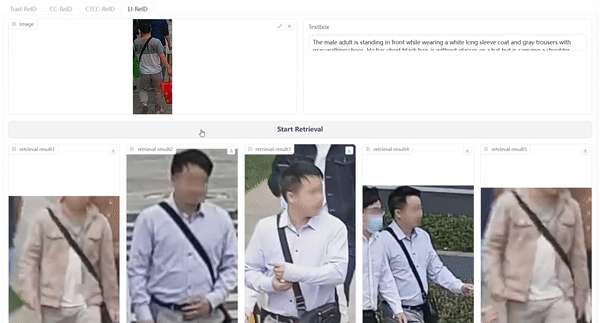 Trad-ReID CC-ReID CTCC-ReID LI-ReID
Image
Textbox
The male adult is standing in front while wearing a white long sleeve coat and gray trousers with
gray walking shoes. He has short black hair, is without glasses or a hat but is carrying a shoulder
Start Retrieval
retrieval result1 retrieval result2 retrieval result3 retrieval result4 retrieval result5